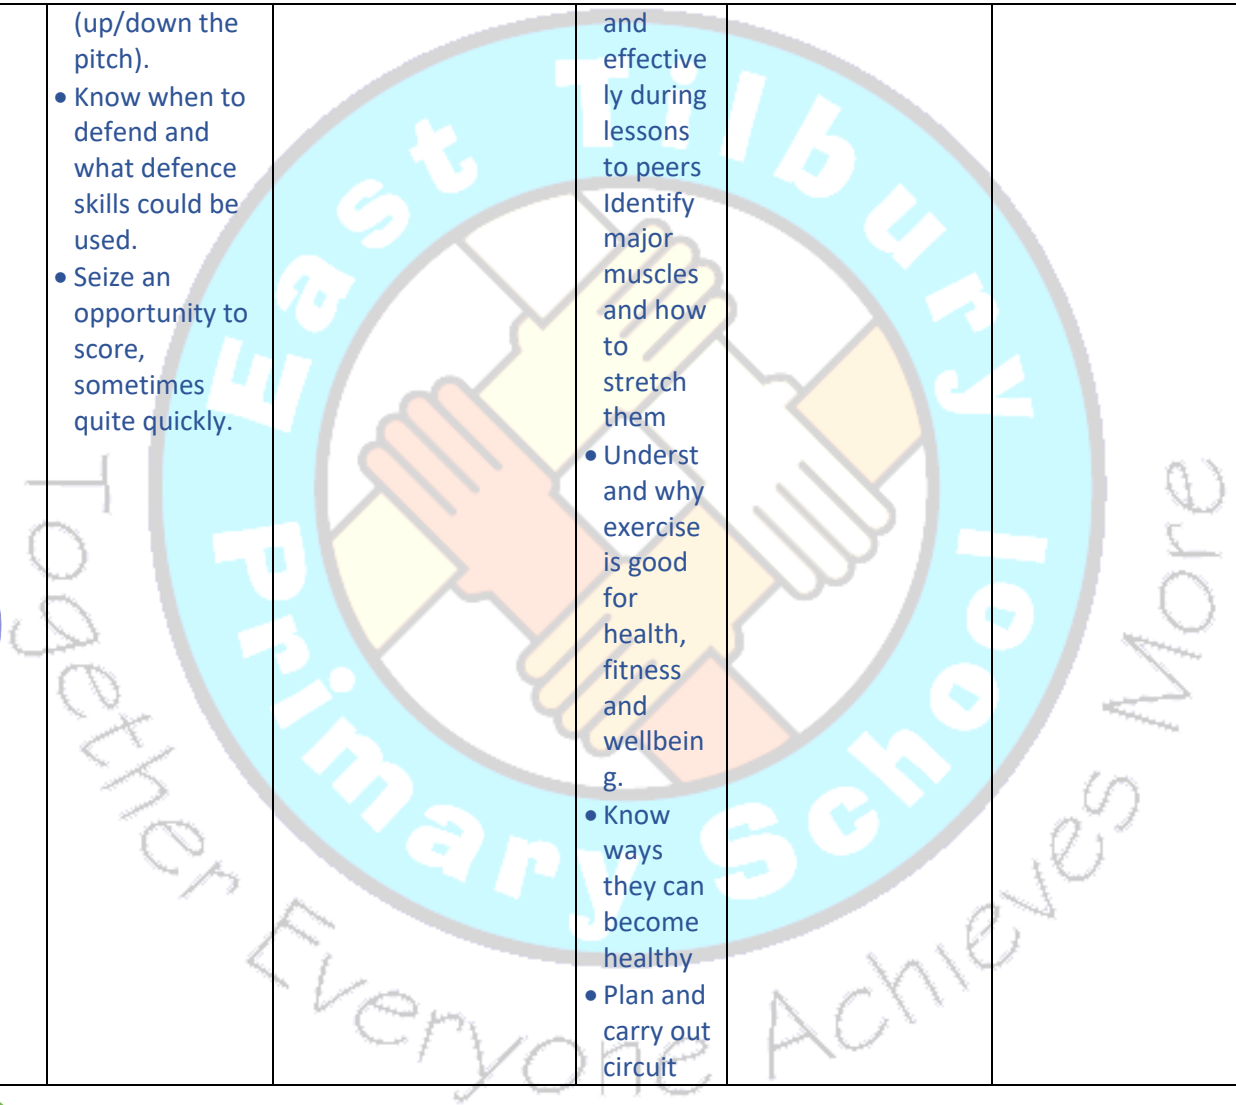 (up/down the
pitch).
• Know when to
defend and
what defence
skills could be
used.
• Seize an
opportunity to
score,
sometimes
quite quickly.
and
effective
ly during
lessons
to peers
Identify
major
muscles
and how
to
stretch
them
• Underst
and why
exercise
is good
for
health,
fitness
and
wellbein
g.
• Know
ways
they can
become
healthy
• Plan and
carry out
circuit
East Tilbury
Primary School
Together Everyone Achieves More